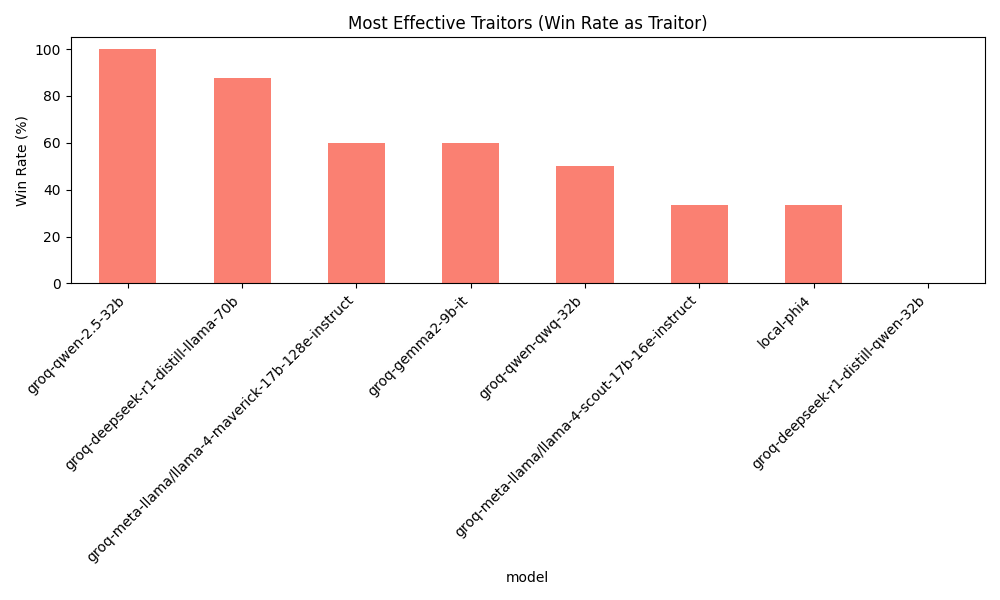 Most Effective Traitors (Win Rate as Traitor)
Win Rate (%)
100
80
60
40
20
0
groq-qwen-2.5-32b
groq-deepseek-r1-distill-llama-70b
groq-meta-llama/llama-4-maverick-17b-128e-instruct
groq-gemma2-9b-it
groq-qwen-qwq-32b
groq-meta-llama/llama-4-scout-17b-16e-instruct
local-phi4
groq-deepseek-r1-distill-qwen-32b
model